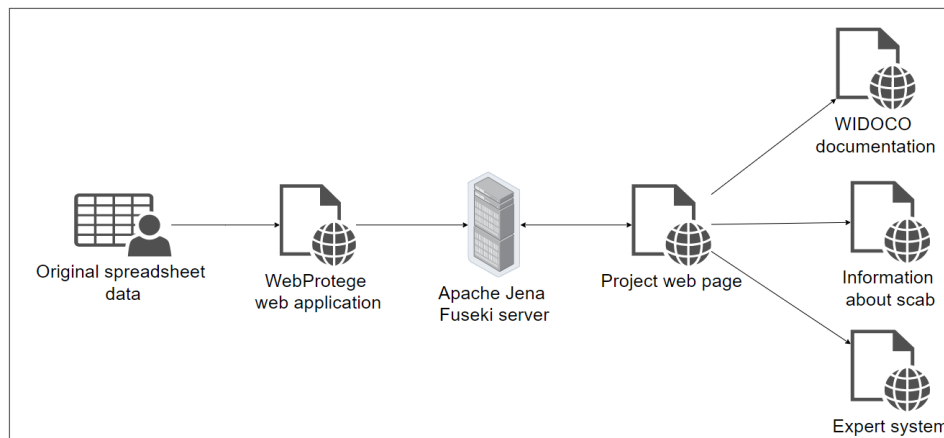 Original spreadsheet
data
WebProtege
web application
Apache Jena
Fuseki server
Project web page
WIDOCO
documentation
Information
about scab
Expert system